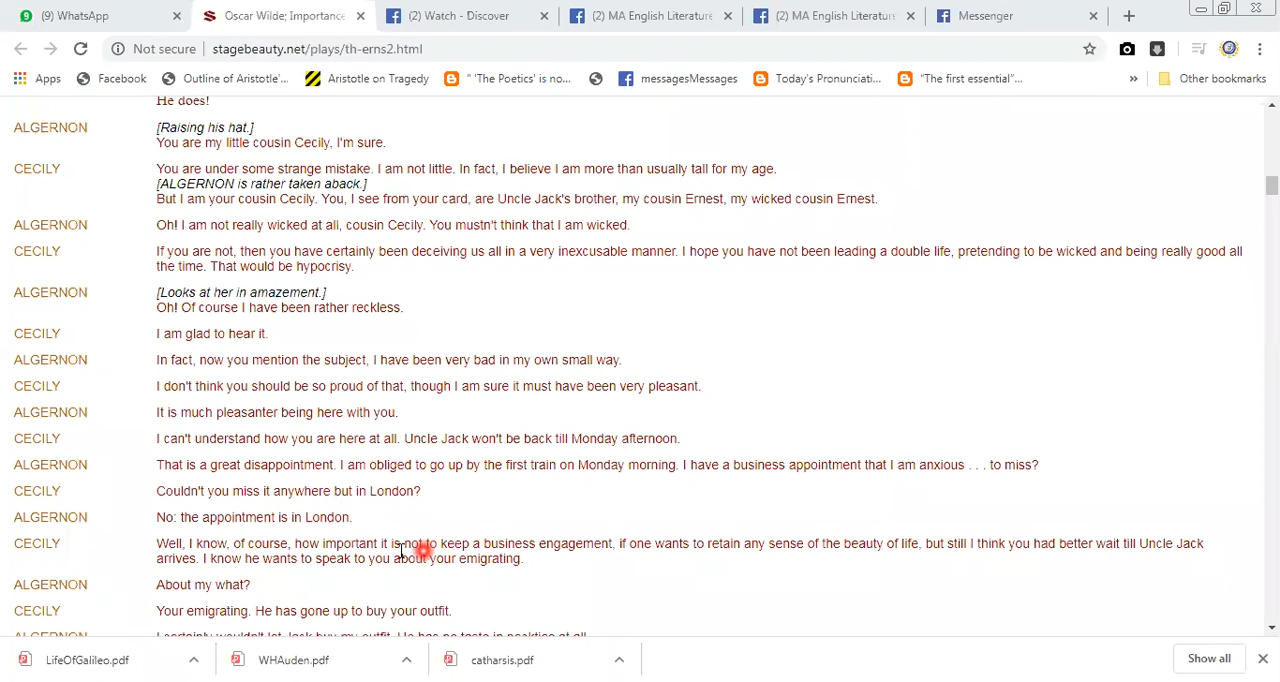 (9) WhatsApp
Oscar Wilde; Importance
(2) Watch - Discover
(2) MA English Literature
(2) MA English Literatur
Messenger
Not secure stagebeauty.net/plays/th-erns2.html
Apps Facebook Outline of Aristotle'... Aristotle on Tragedy " 'The Poetics' is no... messagesMessages Today's Pronunciati... "The first essential"... » Other bookmarks
He does!
ALGERNON [Raising his hat.]
You are my little cousin Cecily, I'm sure.
CECILY You are under some strange mistake. I am not little. In fact, I believe I am more than usually tall for my age.
[ALGERNON is rather taken aback.]
But I am your cousin Cecily. You, I see from your card, are Uncle Jack's brother, my cousin Ernest, my wicked cousin Ernest.
ALGERNON Oh! I am not really wicked at all, cousin Cecily. You mustn't think that I am wicked.
CECILY If you are not, then you have certainly been deceiving us all in a very inexcusable manner. I hope you have not been leading a double life, pretending to be wicked and being really good all
the time. That would be hypocrisy.
ALGERNON [Looks at her in amazement.]
Oh! Of course I have been rather reckless.
CECILY I am glad to hear it.
ALGERNON In fact, now you mention the subject, I have been very bad in my own small way.
CECILY I don't think you should be so proud of that, though I am sure it must have been very pleasant.
ALGERNON It is much pleasanter being here with you.
CECILY I can't understand how you are here at all. Uncle Jack won't be back till Monday afternoon.
ALGERNON That is a great disappointment. I am obliged to go up by the first train on Monday morning. I have a business appointment that I am anxious . . . to miss?
CECILY Couldn't you miss it anywhere but in London?
ALGERNON No: the appointment is in London.
CECILY Well, I know, of course, how important it is not to keep a business engagement, if one wants to retain any sense of the beauty of life, but still I think you had better wait till Uncle Jack
arrives. I know he wants to speak to you about your emigrating.
ALGERNON About my what?
CECILY Your emigrating. He has gone up to buy your outfit.
ALGERNON I certainly wouldn't let Jack buy my outfit. He has no taste in neckties at all.
LifeOfGalileo.pdf WHAuden.pdf catharsis.pdf Show all